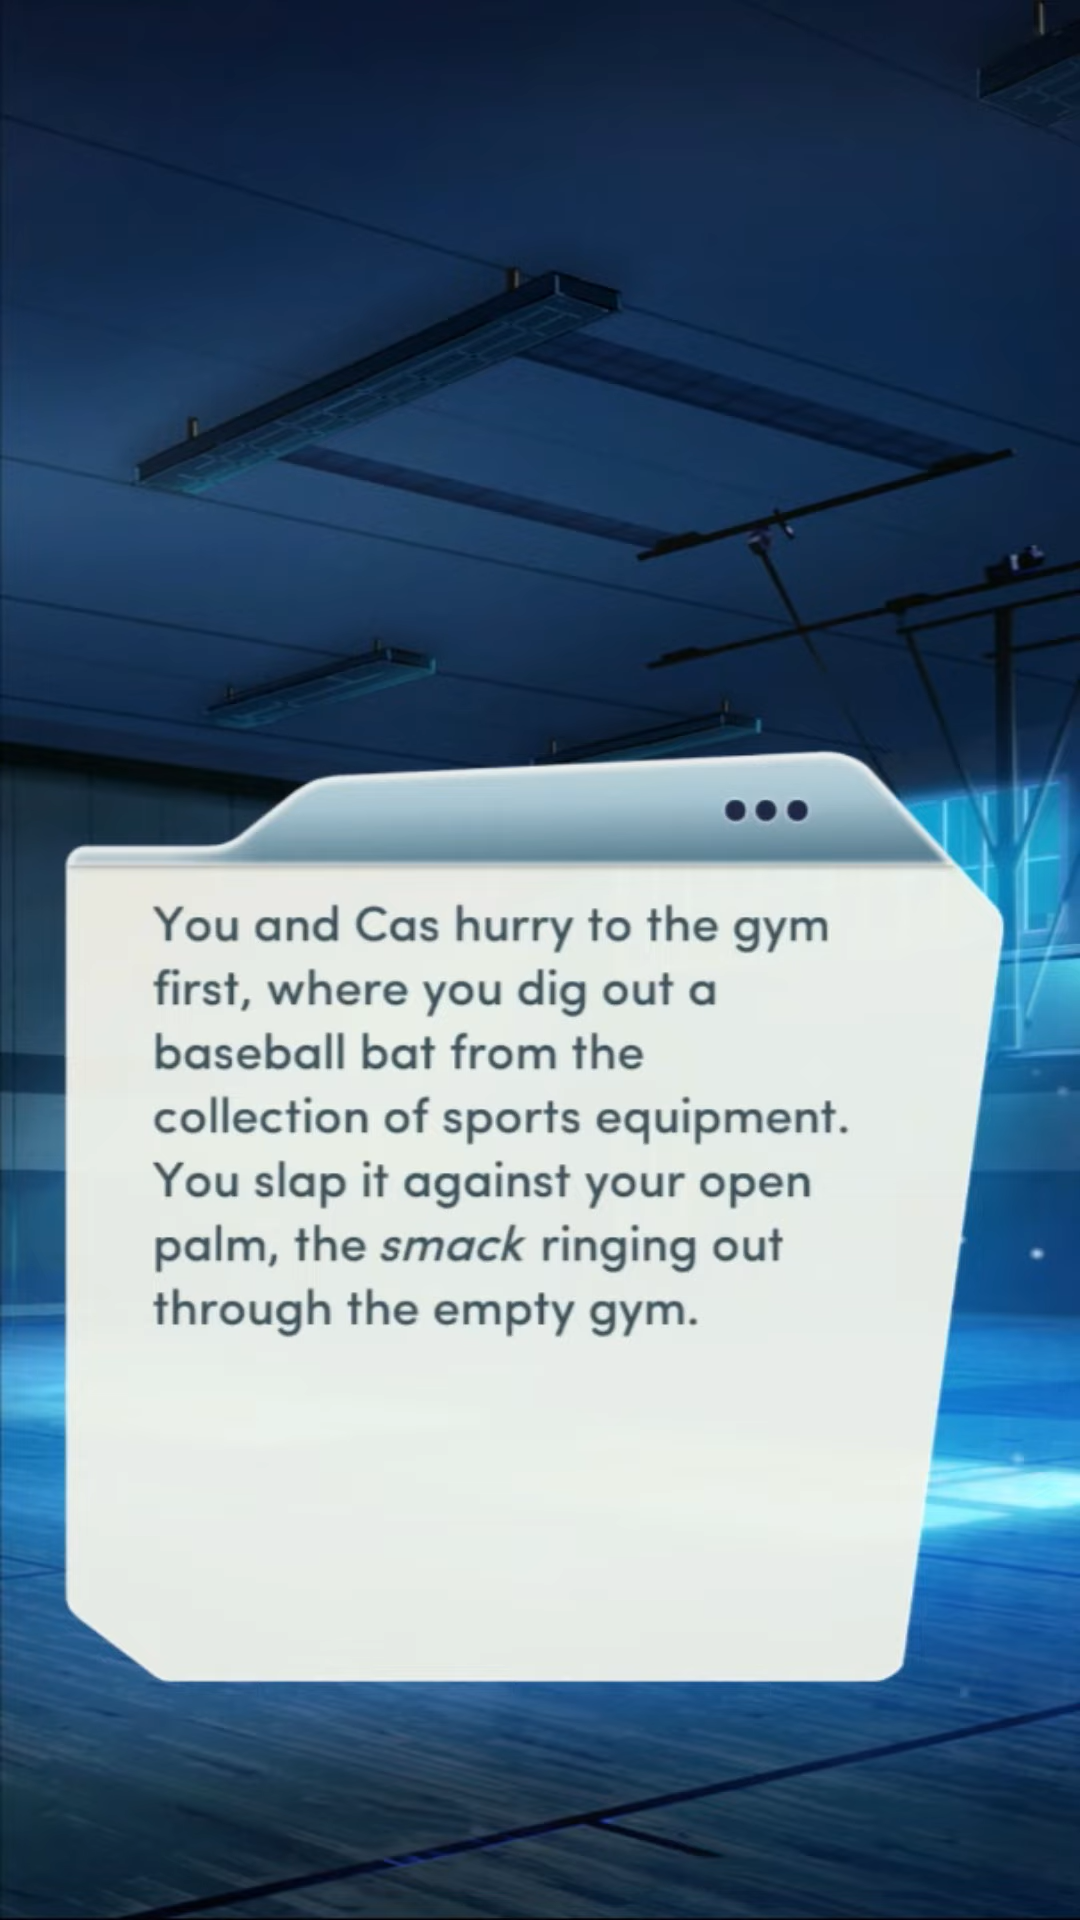 You and Cas hurry to the gym
first, where you dig out a
baseball bat from the
collection of sports equipment.
You slap it against your open
palm, the smack ringing out
through the empty gym.